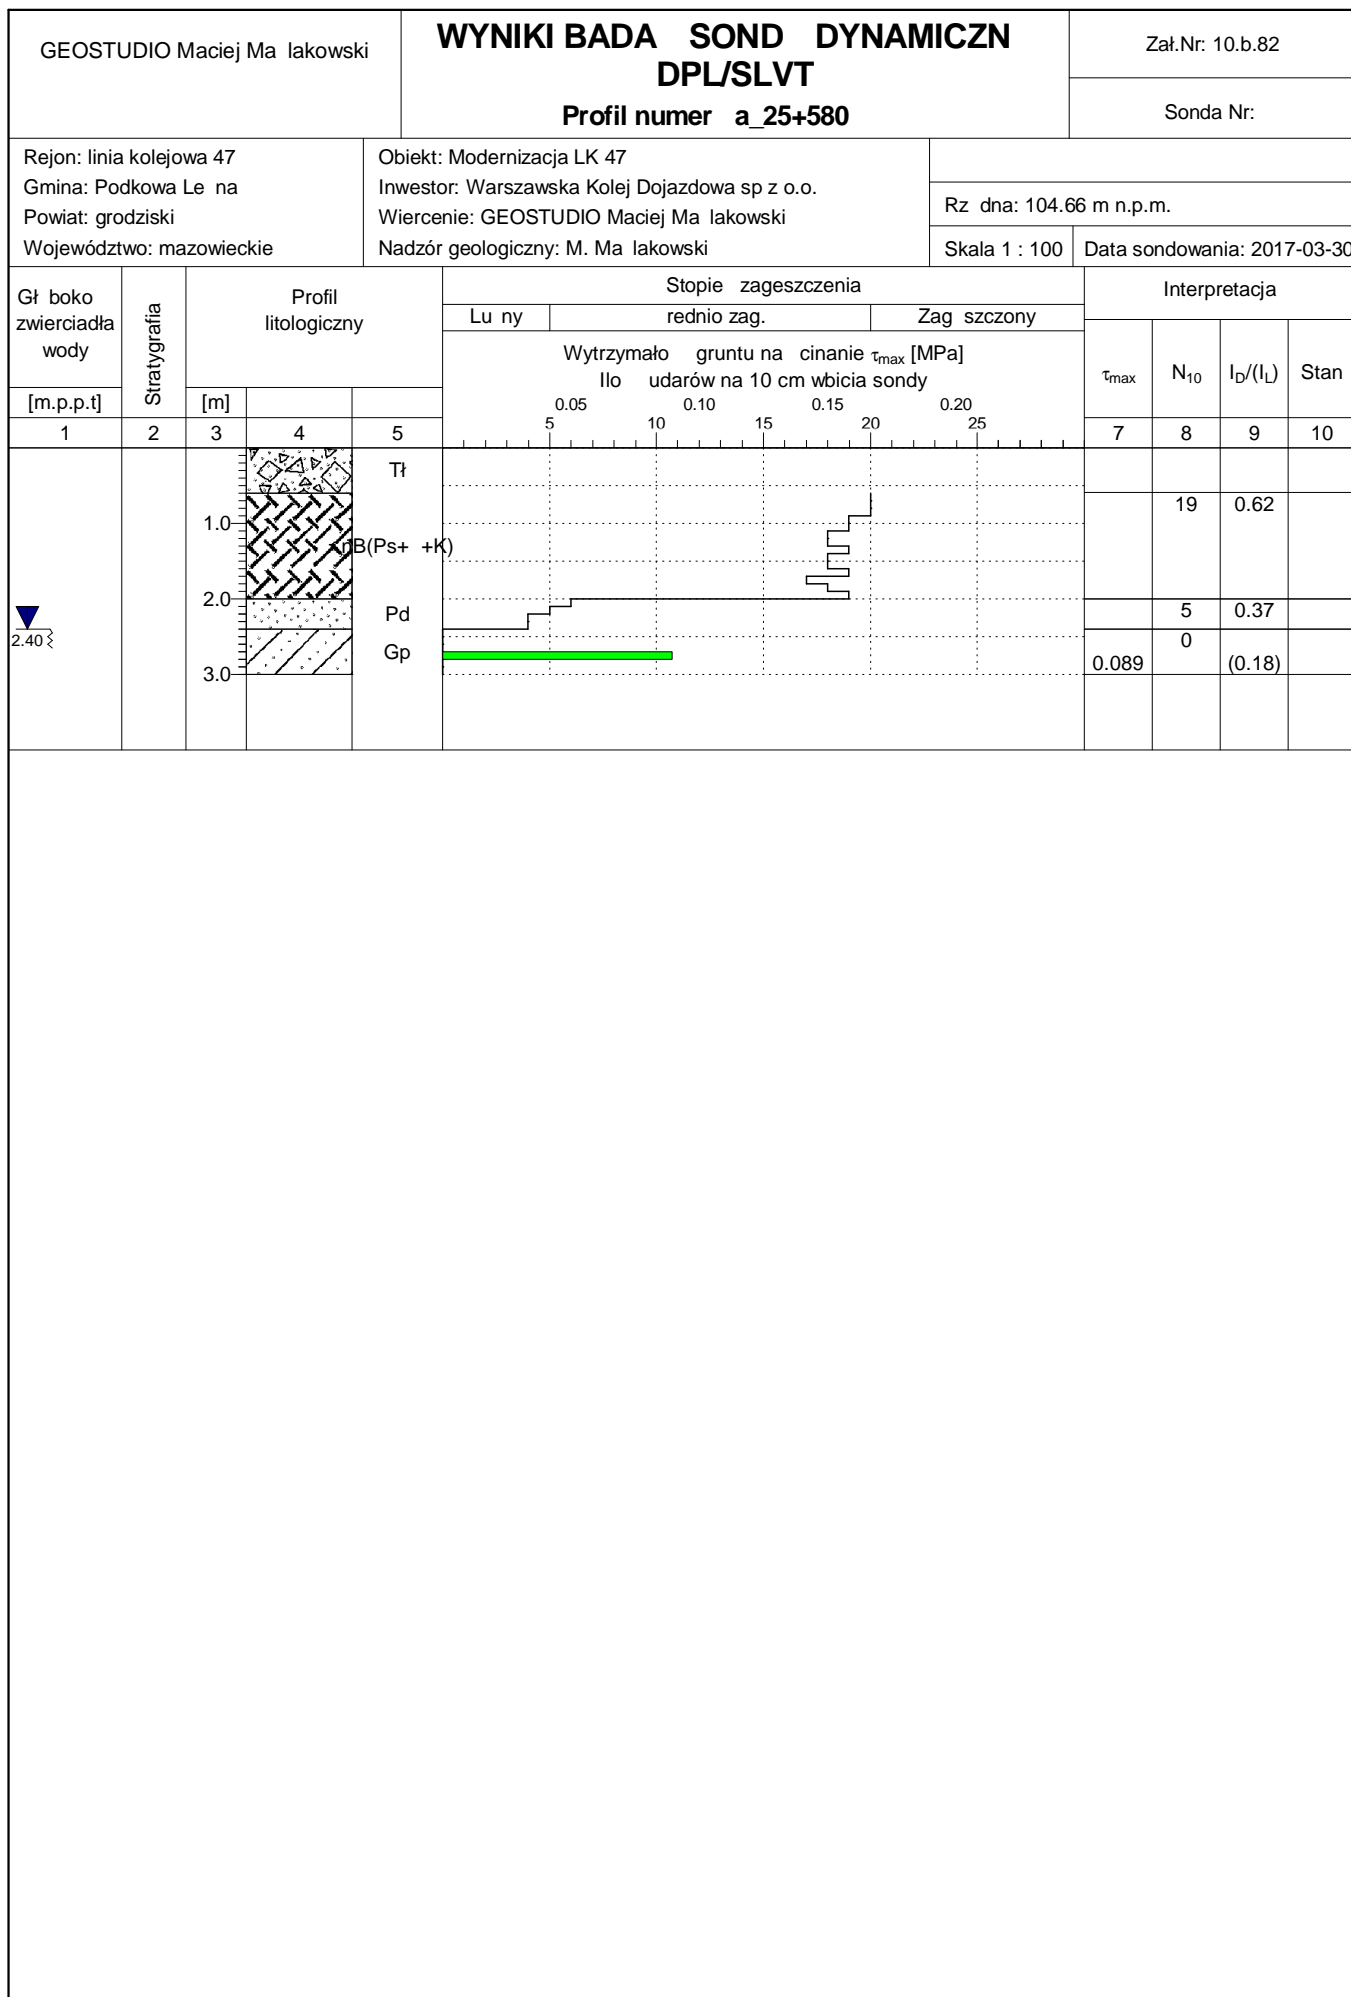 GEOSTUDIO Maciej Ma lakowski
WYNIKI BADA SOND DYNAMICZN
DPL/SLVT
Profil numer a_25+580
Zał.Nr: 10.b.82
Sonda Nr:
Rejon: linia kolejowa 47
Gmina: Podkowa Le na
Powiat: grodziski
Województwo: mazowieckie
Obiekt: Modernizacja LK 47
Inwestor: Warszawska Kolej Dojazdowa sp z o.o.
Wiercenie: GEOSTUDIO Maciej Ma lakowski
Nadzór geologiczny: M. Ma lakowski
Rz dna: 104.66 m n.p.m.
Skala 1 : 100
Data sondowania: 2017-03-30
Gł boko
zwierciadła
wody
[m.p.p.t]
Stratygrafia
Profil
litologiczny
[m]
Stopie zageszczenia
Lu ny
rednio zag.
Zag szczony
Wytrzymało gruntu na cinanie τmax [MPa]
Ilo udarów na 10 cm wbicia sondy
0.05 0.10 0.15 0.20
5 10 15 20 25
Interpretacja
τmax N10 ID/(IL) Stan
1 2 3 4 5 7 8 9 10
Tł
19 0.62
1.0
nB(Ps+ +K)
2.0
Pd
5 0.37
2.40
Gp
0
0.089 (0.18)
3.0